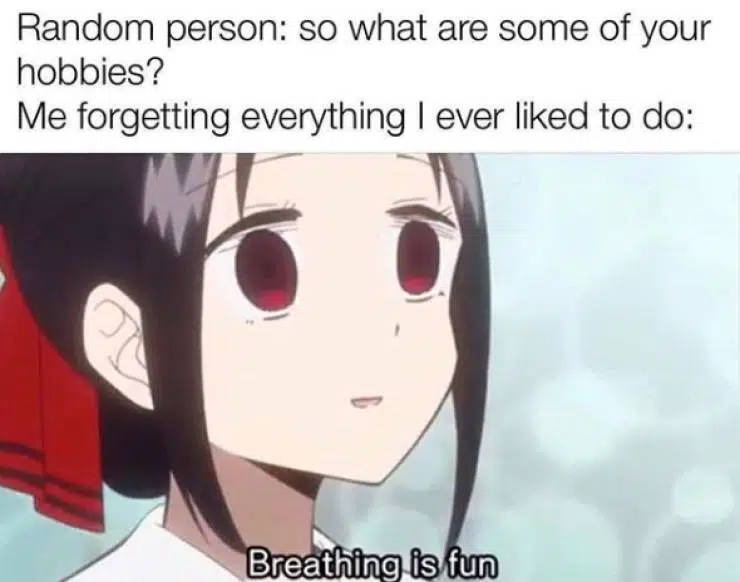 Random person: so what are some of your
hobbies?
Me forgetting everything I ever liked to do:
Breathing is fun